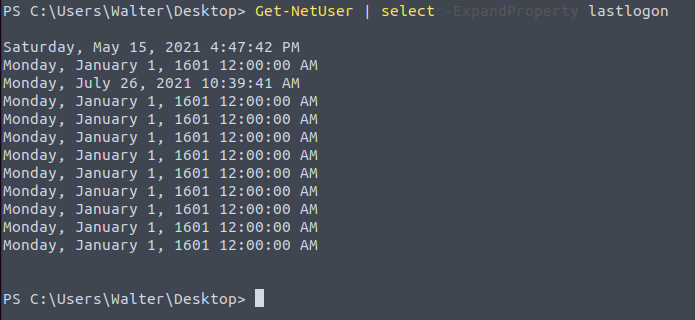 PS C:\Users\Walter\Desktop> Get-NetUser | select -ExpandProperty lastlogon
Saturday, May 15, 2021 4:47:42 PM
Monday, January 1, 1601 12:00:00 AM
Monday, July 26, 2021 10:39:41 AM
Monday, January 1, 1601 12:00:00 AM
Monday, January 1, 1601 12:00:00 AM
Monday, January 1, 1601 12:00:00 AM
Monday, January 1, 1601 12:00:00 AM
Monday, January 1, 1601 12:00:00 AM
Monday, January 1, 1601 12:00:00 AM
Monday, January 1, 1601 12:00:00 AM
Monday, January 1, 1601 12:00:00 AM
Monday, January 1, 1601 12:00:00 AM
PS C:\Users\Walter\Desktop>